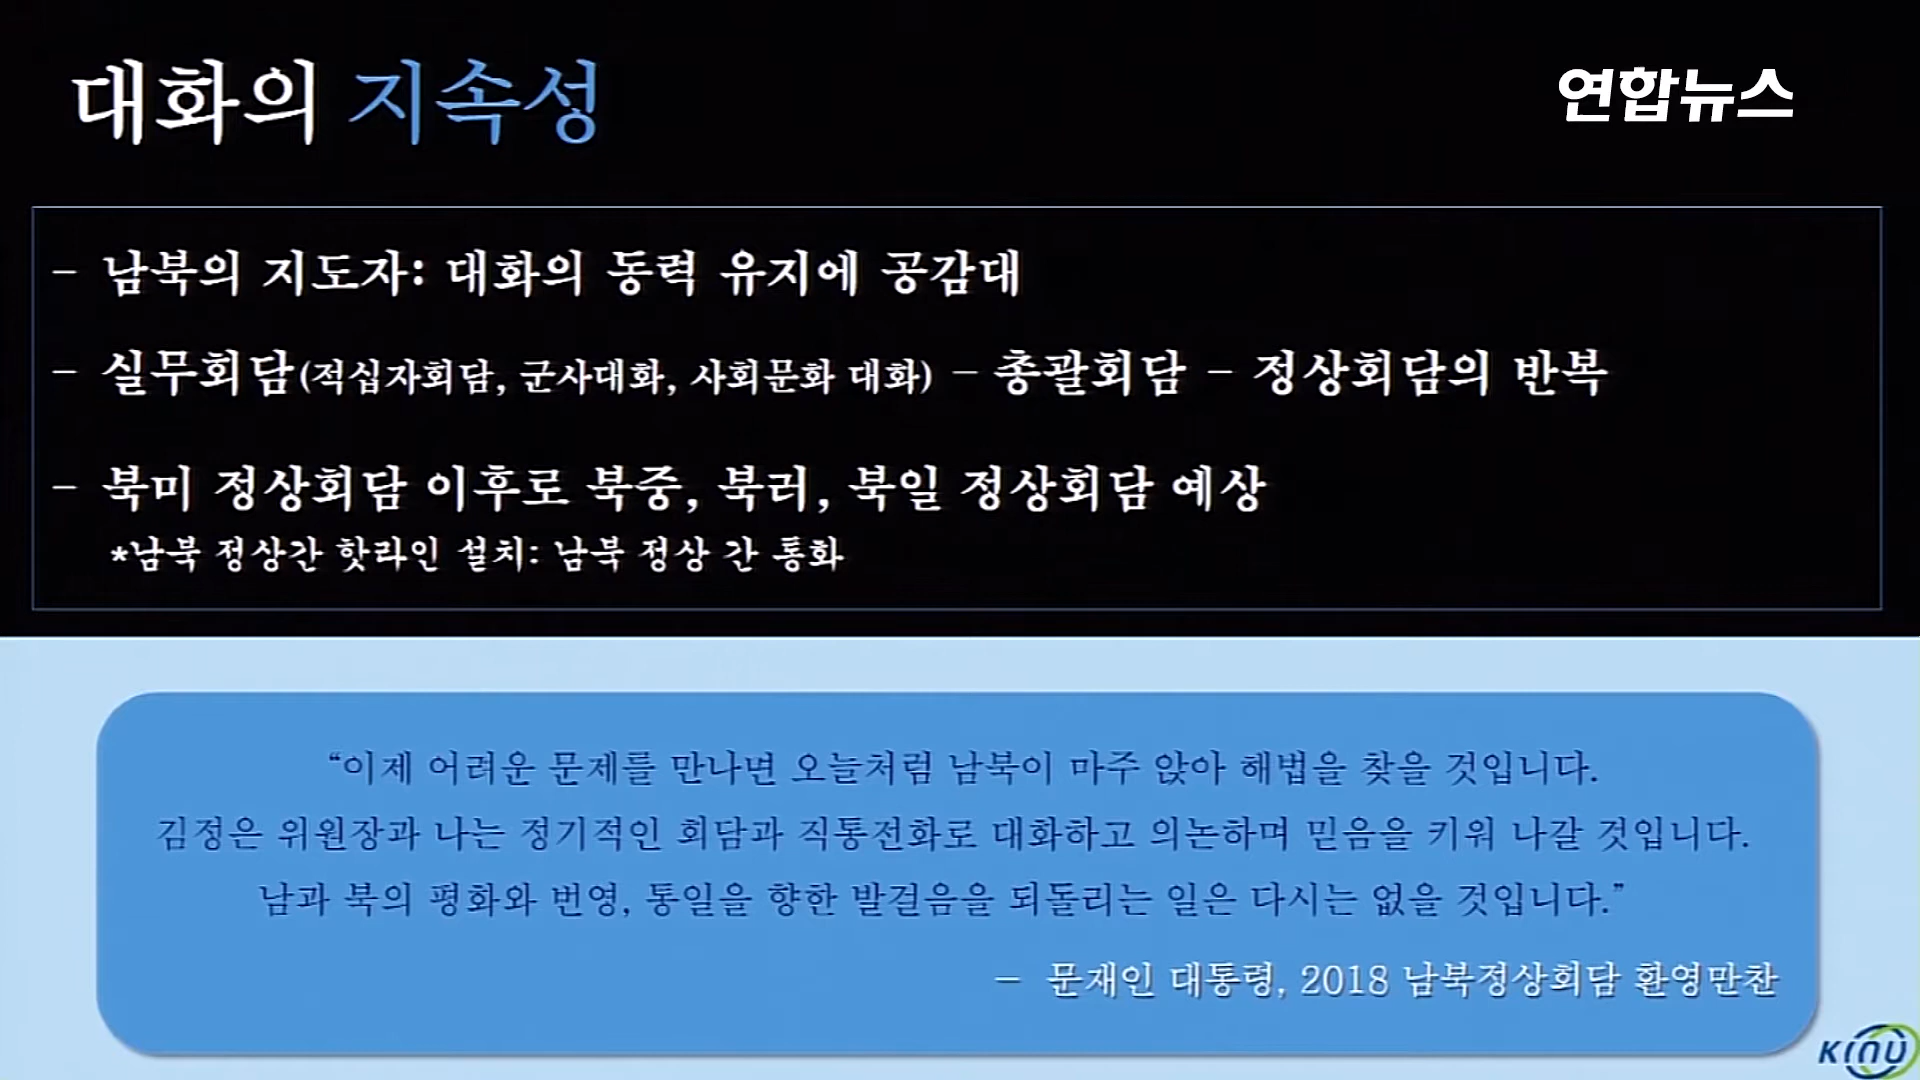 대화의 지속성
연합뉴스
- 남북의 지도자: 대화의 동력 유지에 공감대
- 실무회담(적십자회담, 군사대화, 사회문화 대화) - 총괄회담 - 정상회담의 반복
- 북미 정상회담 이후로 북중, 북러, 북일 정상회담 예상
*남북 정상간 핫라인 설치: 남북 정상 간 통화
“이제 어려운 문제를 만나면 오늘처럼 남북이 마주 앉아 해법을 찾을 것입니다.
김정은 위원장과 나는 정기적인 회담과 직통전화로 대화하고 의논하며 믿음을 키워 나갈 것입니다.
남과 북의 평화와 번영, 통일을 향한 발걸음을 되돌리는 일은 다시는 없을 것입니다.”
- 문재인 대통령, 2018 남북정상회담 환영만찬
KINU